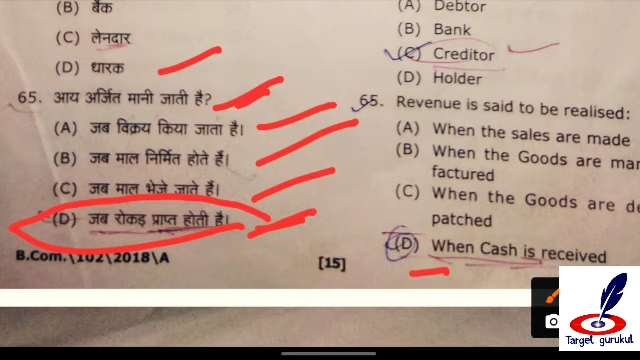 (B) बैंक
(C) लेनदार
(D) धारक
65. आय अर्जित मानी जाती है?
(A) जब विक्रय किया जाता है।
(B) जब माल निर्मित होते हैं।
(C) जब माल भेजे जाते हैं।
(D) जब रोकड़ प्राप्त होती है।
B.Com.\102\2018\A
[15]
(A) Debtor
(B) Bank
(C) Creditor
(D) Holder
65. Revenue is said to be realised:
(A) When the sales are made
(B) When the Goods are man
factured
(C) When the Goods are de
patched
(D) When Cash is received
Target gurukul